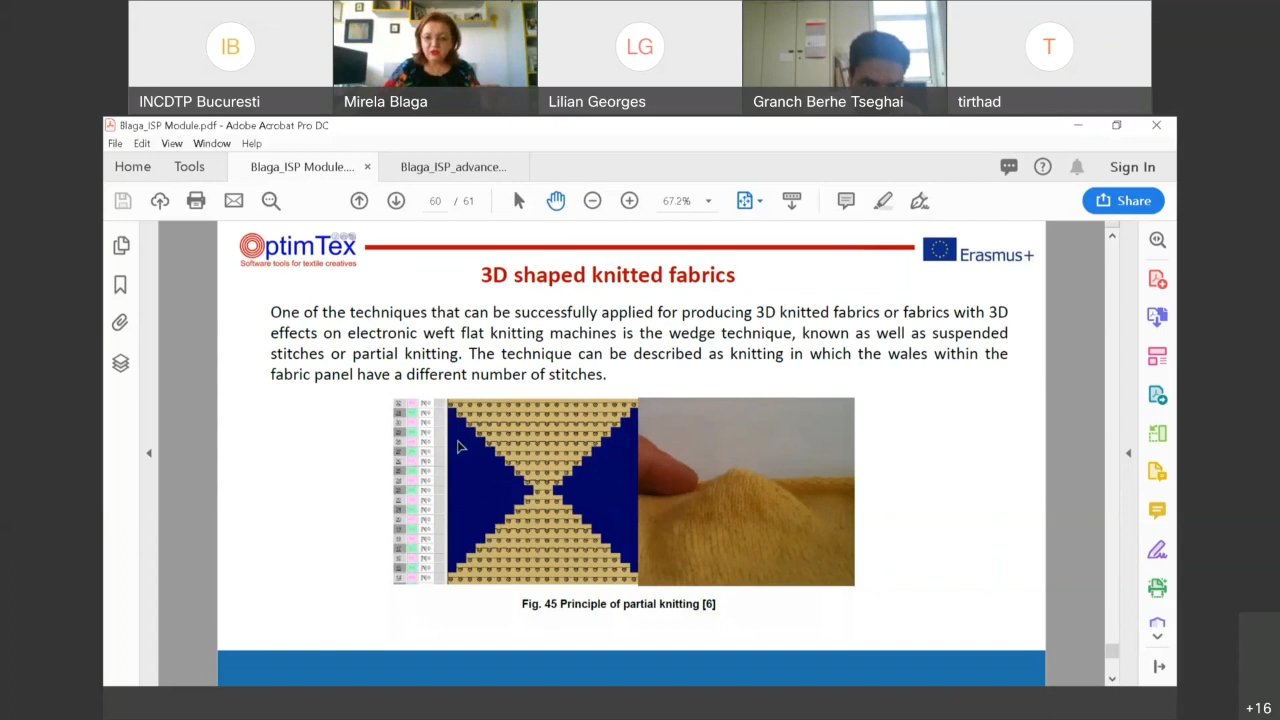 IB
LG
T
INCDTP Bucuresti
Mirela Blaga
Lilian Georges
Granch Berhe Tseghai
tirthad
Blaga_ISP Module.pdf - Adobe Acrobat Pro DC
File Edit View Window Help
Home Tools Blaga_ISP Module.... × Blaga_ISP_advance... Sign In
60 / 61 67.2% Share
OptimTex
Software tools for textile creatives
Erasmus+
3D shaped knitted fabrics
One of the techniques that can be successfully applied for producing 3D knitted fabrics or fabrics with 3D
effects on electronic weft flat knitting machines is the wedge technique, known as well as suspended
stitches or partial knitting. The technique can be described as knitting in which the wales within the
fabric panel have a different number of stitches.
Fig. 45 Principle of partial knitting [6]
+16